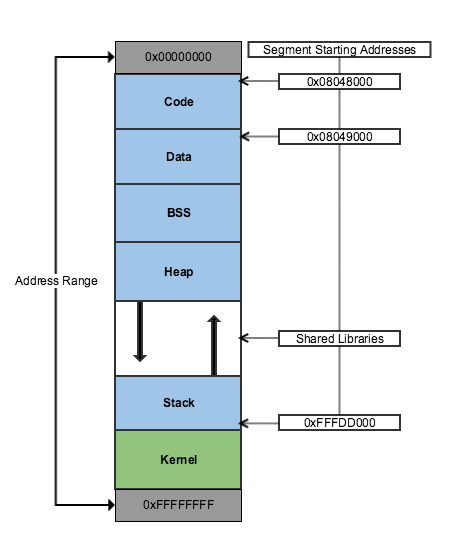 Segment Starting Addresses
0x00000000
0x08048000
Code
0x08049000
Data
BSS
Heap
Address Range
Shared Libraries
Stack
0xFFFDD000
Kernel
0xFFFFFFFF